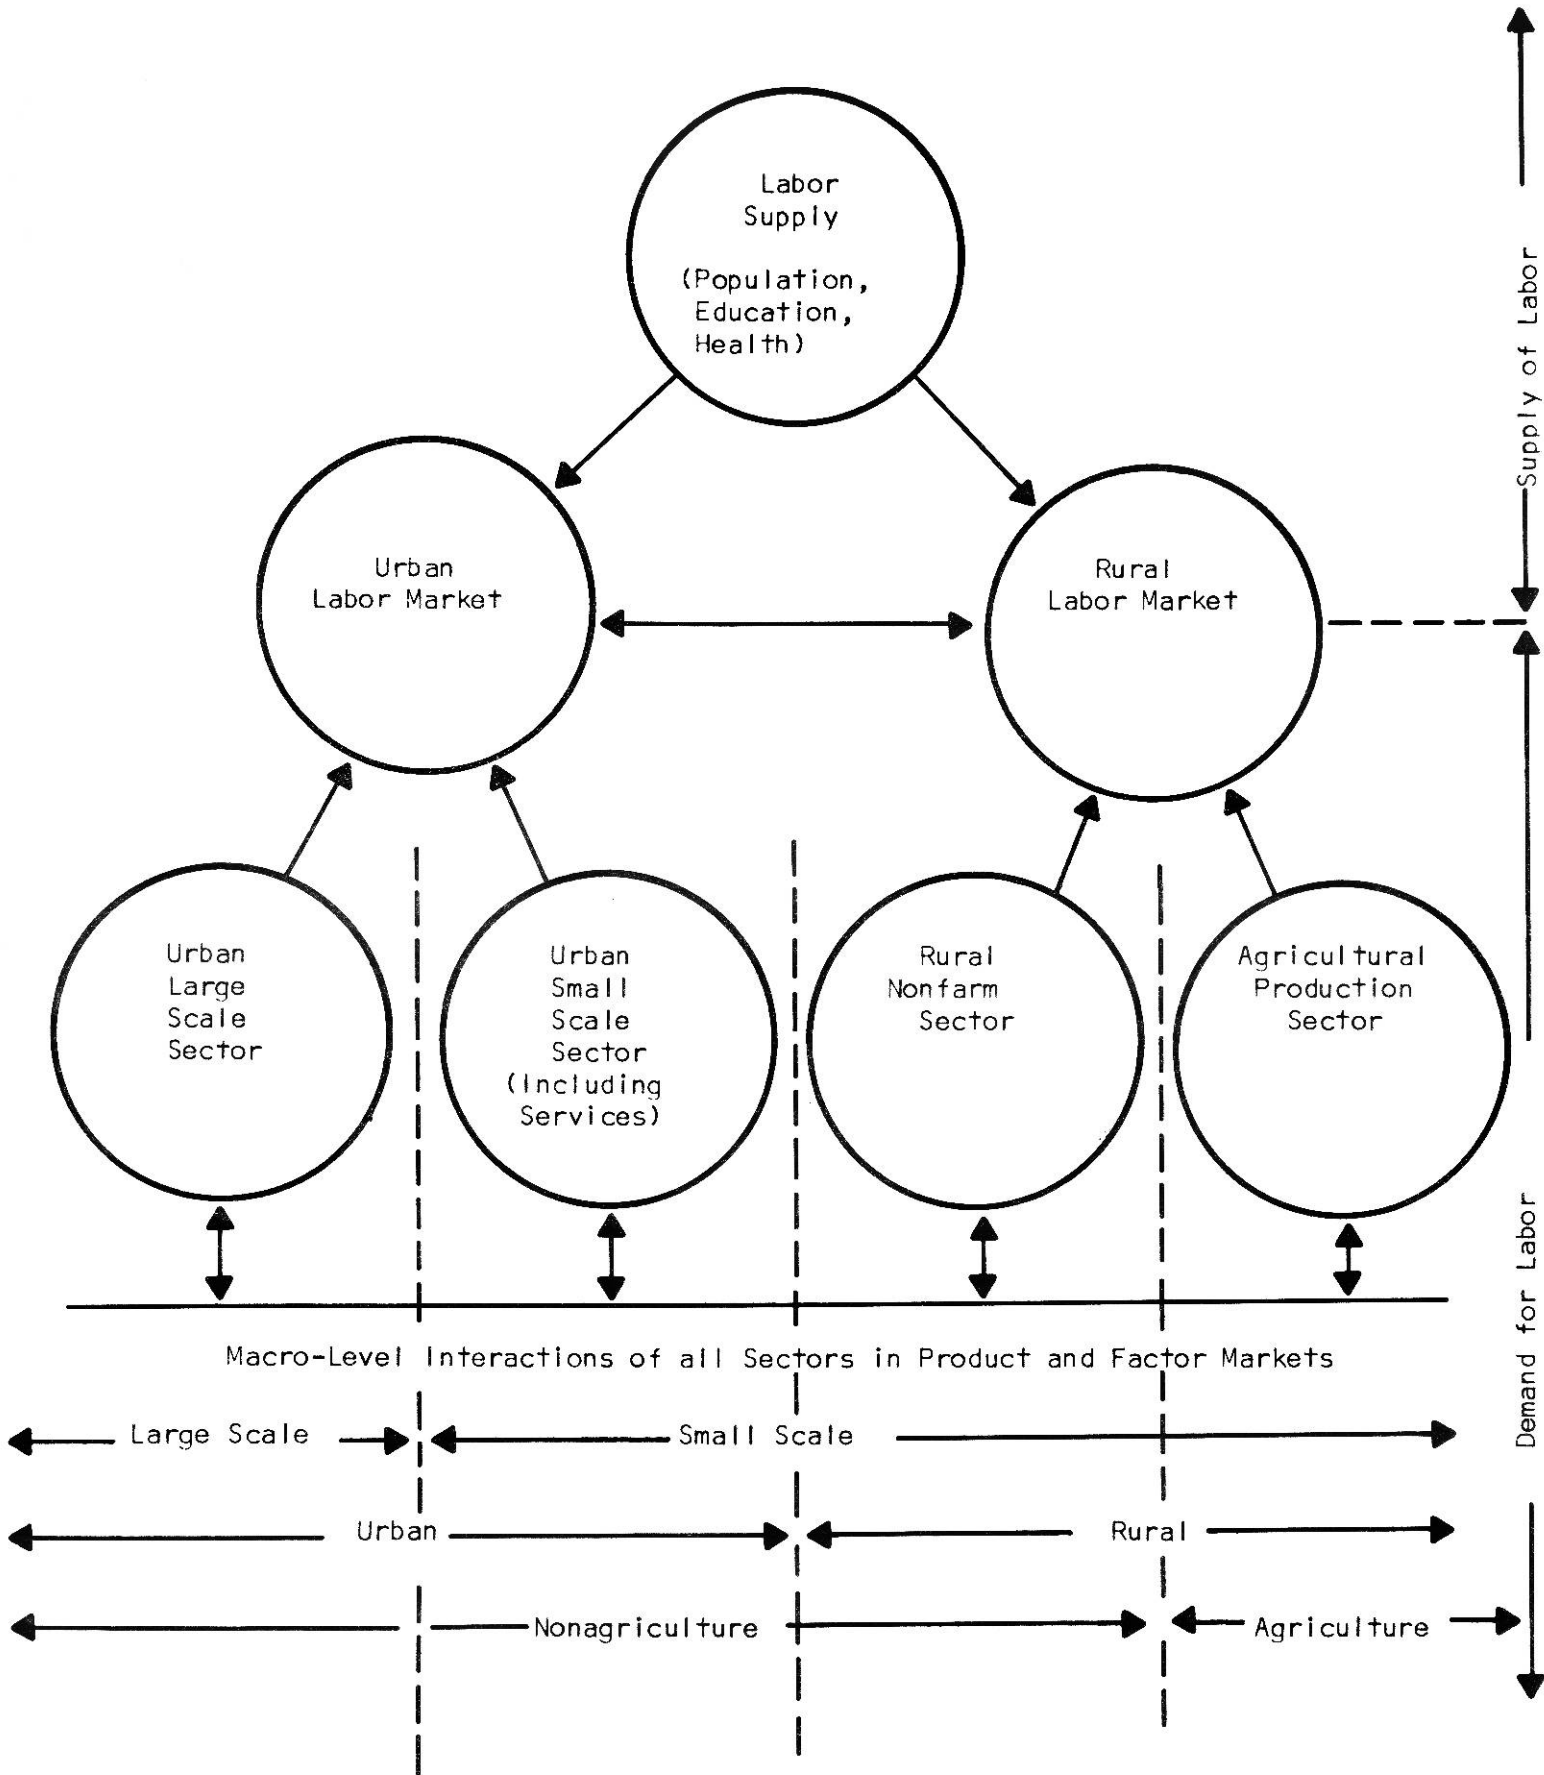 Labor
Supply
(Population,
Education,
Health)
Supply of Labor
Urban
Labor Market
Rural
Labor Market
Urban
Large
Scale
Sector
Urban
Small
Scale
Sector
(Including
Services)
Rural
Nonfarm
Sector
Agricultural
Production
Sector
Demand for Labor
Macro-Level Interactions of all Sectors in Product and Factor Markets
Large Scale
Small Scale
Urban
Rural
Nonagriculture
Agriculture